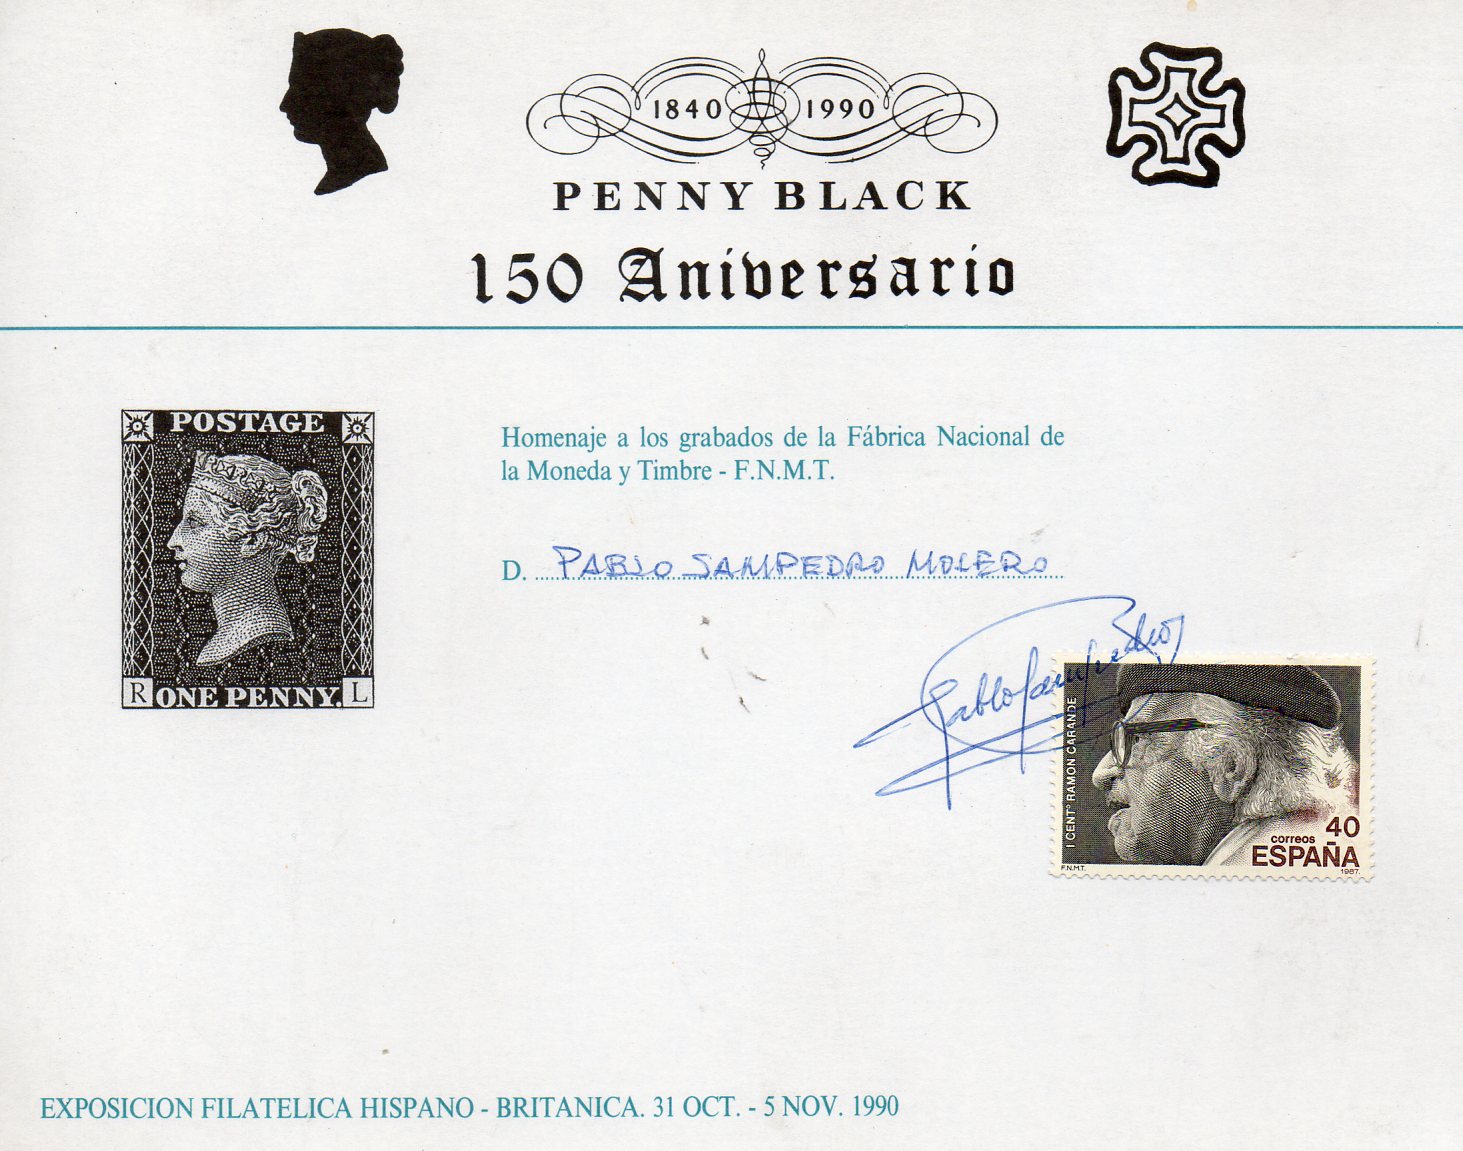 1840 1990
PENNY BLACK
150 Aniversario
POSTAGE
R ONE PENNY. L
Homenaje a los grabados de la Fábrica Nacional de
la Moneda y Timbre - F.N.M.T.
D. PABLO SAMPEDRO MOLERO
Pablo Sampedro
I CENTº RAMON CARANDE
40
correos
ESPAÑA
F.N.M.T.
1987.
EXPOSICION FILATELICA HISPANO - BRITANICA. 31 OCT. - 5 NOV. 1990